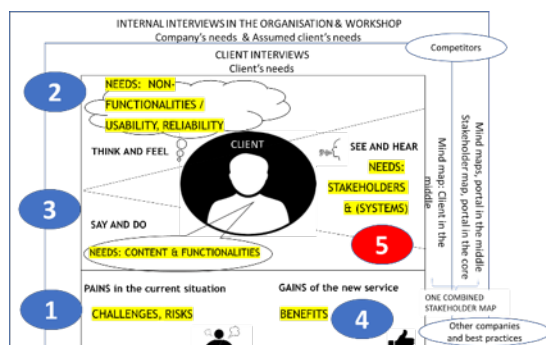 INTERNAL INTERVIEWS IN THE ORGANISATION & WORKSHOP
Company's needs & Assumed client's needs
Competitors
CLIENT INTERVIEWS
Client's needs
2
NEEDS: NON-
FUNCTIONALITIES /
USABILITY, RELIABILITY
THINK AND FEEL
CLIENT
SEE AND HEAR
NEEDS:
STAKEHOLDERS
& (SYSTEMS)
Mind map: Client in the
middle
Mind maps, portal in the middle
Stakeholder map, portal in the core
3
SAY AND DO
NEEDS: CONTENT & FUNCTIONALITIES
5
PAINS in the current situation
GAINS of the new service
1
CHALLENGES, RISKS
BENEFITS
4
ONE COMBINED
STAKEHOLDER MAP
Other companies
and best practices